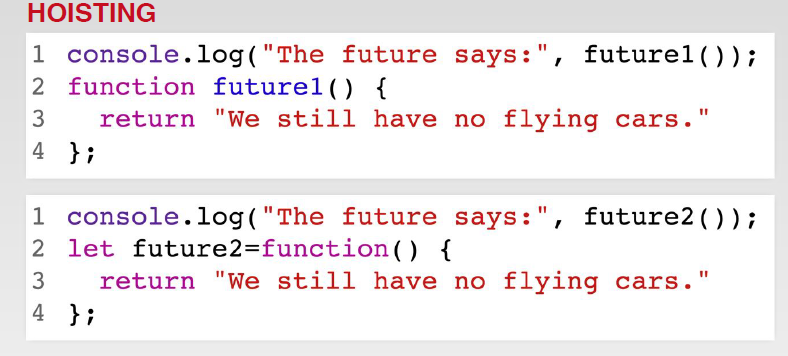 HOISTING
1 console.log("The future says:", future1());
2 function future1() {
3   return "We still have no flying cars."
4 };
1 console.log("The future says:", future2());
2 let future2=function() {
3   return "We still have no flying cars."
4 };